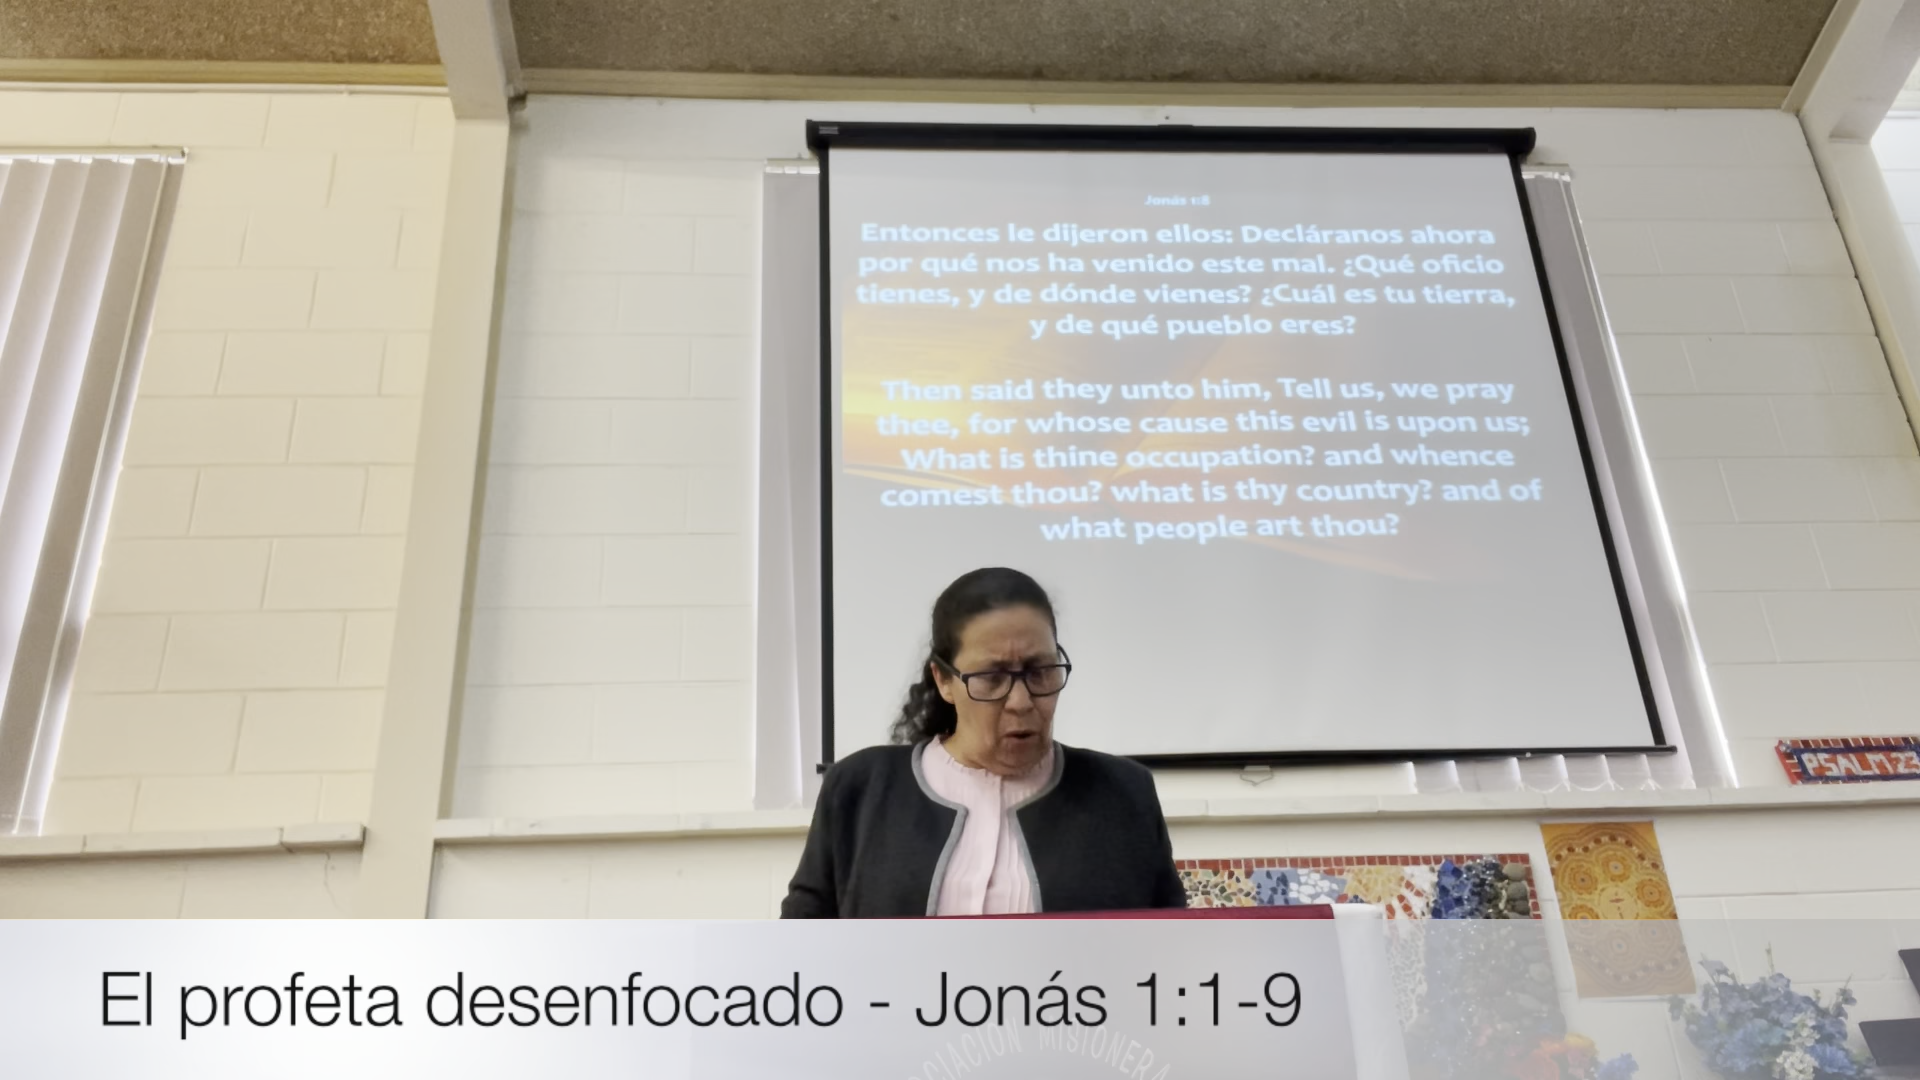 Jonás 1:8
Entonces le dijeron ellos: Decláranos ahora
por qué nos ha venido este mal. ¿Qué oficio
tienes, y de dónde vienes? ¿Cuál es tu tierra,
y de qué pueblo eres?
Then said they unto him, Tell us, we pray
thee, for whose cause this evil is upon us;
What is thine occupation? and whence
comest thou? what is thy country? and of
what people art thou?
PSALM 23
El profeta desenfocado - Jonás 1:1-9
MISIONERA